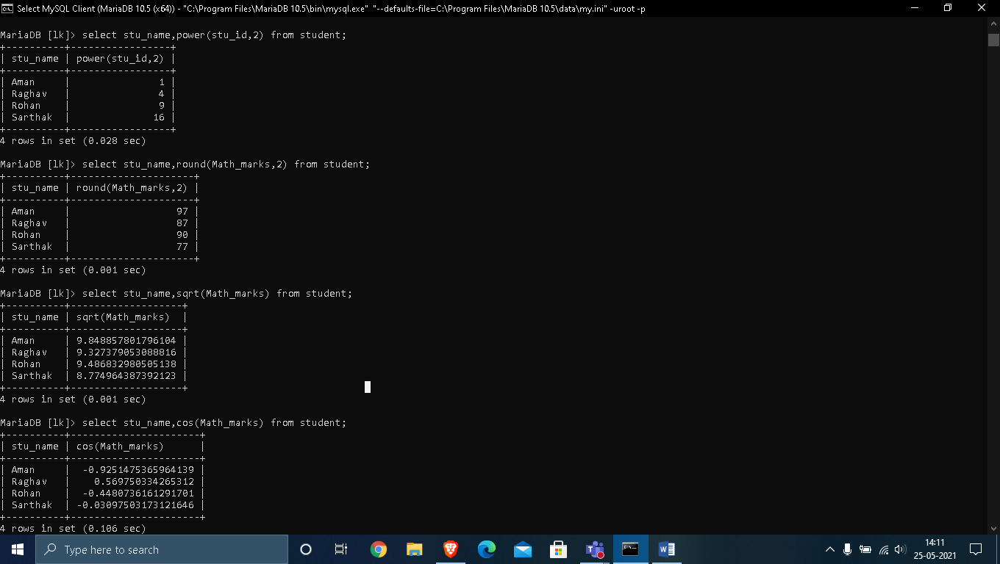 Select MySQL Client (MariaDB 10.5 (x64)) - "C:\Program Files\MariaDB 10.5\bin\mysql.exe" "--defaults-file=C:\Program Files\MariaDB 10.5\data\my.ini" -uroot -p
MariaDB [lk]> select stu_name,power(stu_id,2) from student;
+----------+-----------------+
| stu_name | power(stu_id,2) |
+----------+-----------------+
| Aman     |               1 |
| Raghav   |               4 |
| Rohan    |               9 |
| Sarthak  |              16 |
+----------+-----------------+
4 rows in set (0.028 sec)
MariaDB [lk]> select stu_name,round(Math_marks,2) from student;
+----------+---------------------+
| stu_name | round(Math_marks,2) |
+----------+---------------------+
| Aman     |                  97 |
| Raghav   |                  87 |
| Rohan    |                  90 |
| Sarthak  |                  77 |
+----------+---------------------+
4 rows in set (0.001 sec)
MariaDB [lk]> select stu_name,sqrt(Math_marks) from student;
+----------+-------------------+
| stu_name | sqrt(Math_marks)  |
+----------+-------------------+
| Aman     | 9.848857801796104 |
| Raghav   | 9.327379053088816 |
| Rohan    | 9.486832980505138 |
| Sarthak  | 8.774964387392123 |
+----------+-------------------+
4 rows in set (0.001 sec)
MariaDB [lk]> select stu_name,cos(Math_marks) from student;
+----------+----------------------+
| stu_name | cos(Math_marks)      |
+----------+----------------------+
| Aman     |  -0.9251475365964139 |
| Raghav   |    0.569750334265312 |
| Rohan    |  -0.4480736161291701 |
| Sarthak  | -0.03097503173121646 |
+----------+----------------------+
4 rows in set (0.106 sec)
Type here to search
14:11
25-05-2021